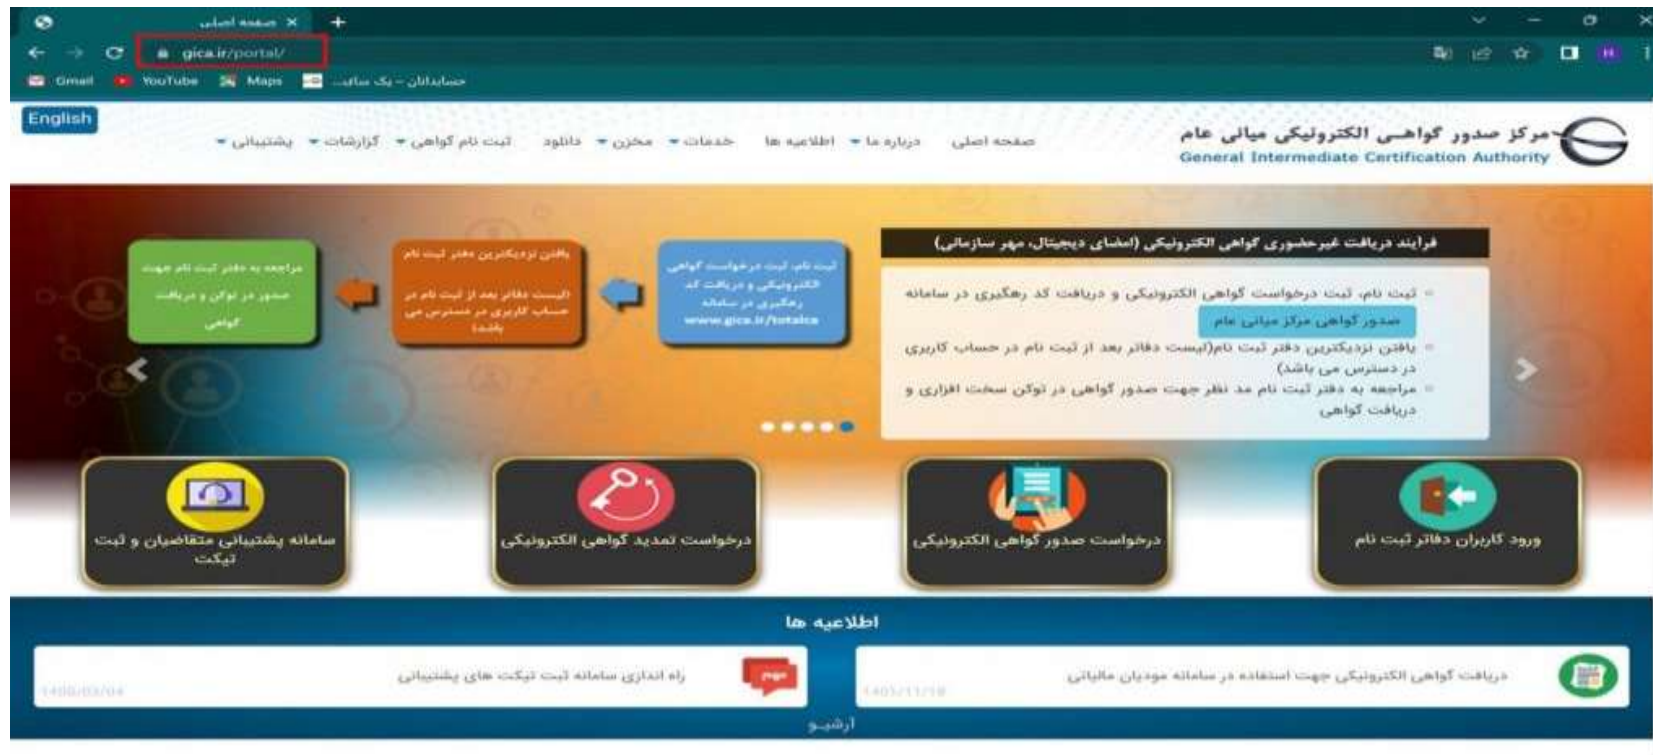 صفحه اصلی
gica.ir/portal/
Gmail
YouTube
Maps
حسابدانان – یک سایت...
English
مرکز صدور گواهی الکترونیکی میانی عام
General Intermediate Certification Authority
صفحه اصلی
درباره ما
اطلاعیه ها
خدمات
مخزن
دانلود
ثبت نام گواهی
گزارشات
پشتیبانی
فرآیند دریافت غیرحضوری گواهی الکترونیکی (امضای دیجیتال، مهر سازمانی)
ثبت نام، ثبت درخواست گواهی الکترونیکی و دریافت کد رهگیری در سامانه
صدور گواهی مرکز میانی عام
یافتن نزدیکترین دفتر ثبت نام(لیست دفاتر بعد از ثبت نام در حساب کاربری
در دسترس می باشد)
مراجعه به دفتر ثبت نام مد نظر جهت صدور گواهی در توکن سخت افزاری و
دریافت گواهی
ثبت نام، ثبت درخواست گواهی
الکترونیکی و دریافت کد
رهگیری در سامانه
www.gica.ir/totalca
یافتن نزدیکترین دفتر ثبت نام
(لیست دفاتر بعد از ثبت نام در
حساب کاربری در دسترس می
باشد)
مراجعه به دفتر ثبت نام جهت
صدور در توکن و دریافت
گواهی
ورود کاربران دفاتر ثبت نام
درخواست صدور گواهی الکترونیکی
درخواست تمدید گواهی الکترونیکی
سامانه پشتیبانی متقاضیان و ثبت
تیکت
اطلاعیه ها
دریافت گواهی الکترونیکی جهت استفاده در سامانه مودیان مالیاتی
مهم
راه اندازی سامانه ثبت تیکت های پشتیبانی
آرشیو